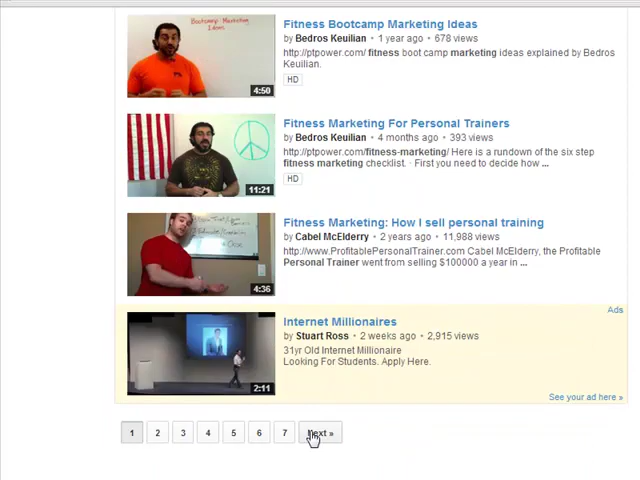 Bootcamp Marketing
Ideas
4:50
Fitness Bootcamp Marketing Ideas
by Bedros Keuilian • 1 year ago • 678 views
http://ptpower.com/ fitness boot camp marketing ideas explained by Bedros
Keuilian.
HD
11:21
Fitness Marketing For Personal Trainers
by Bedros Keuilian • 4 months ago • 393 views
http://ptpower.com/fitness-marketing/ Here is a rundown of the six step
fitness marketing checklist. · First you need to decide how ...
HD
4:36
Fitness Marketing: How I sell personal training
by Cabel McElderry • 2 years ago • 11,988 views
http://www.ProfitablePersonalTrainer.com Cabel McElderry, the Profitable
Personal Trainer went from selling $100000 a year in ...
Ads
2:11
Internet Millionaires
by Stuart Ross • 2 weeks ago • 2,915 views
31yr Old Internet Millionaire
Looking For Students. Apply Here.
See your ad here »
1 2 3 4 5 6 7 Next »